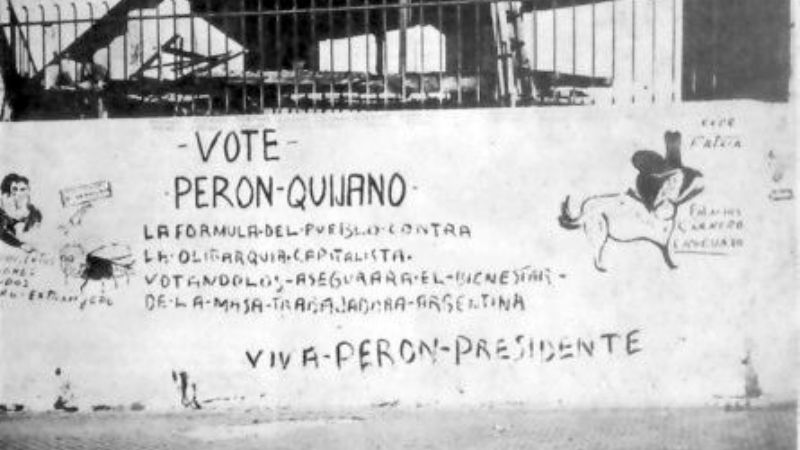 -VOTE-
PERON-QUIJANO-
LA FORMULA-DEL-PUEBLO-CONTRA
LA-OLIGARQUIA-CAPITALISTA.
VOTANDOLOS-ASEGURARA-EL-BIENESTAR-
DE-LA-MASA-TRABAJADORA-ARGENTINA
VIVA-PERON-PRESIDENTE